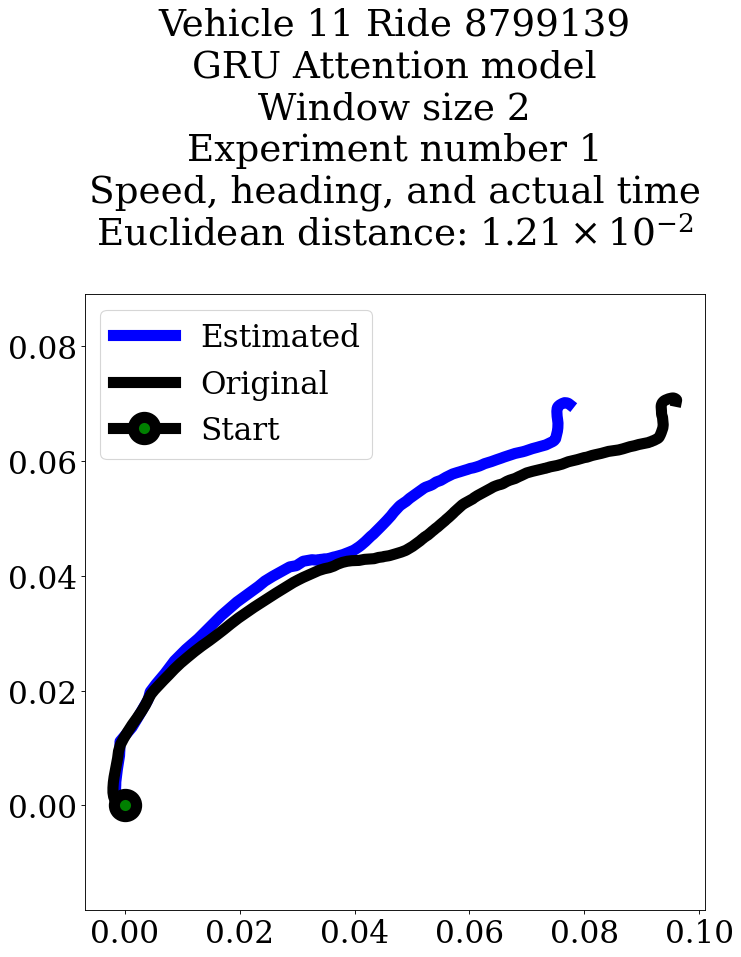 Vehicle 11 Ride 8799139
GRU Attention model
Window size 2
Experiment number 1
Speed, heading, and actual time
Euclidean distance: 1.21 × 10⁻²
Estimated
Original
Start
0.08
0.06
0.04
0.02
0.00
0.00 0.02 0.04 0.06 0.08 0.10